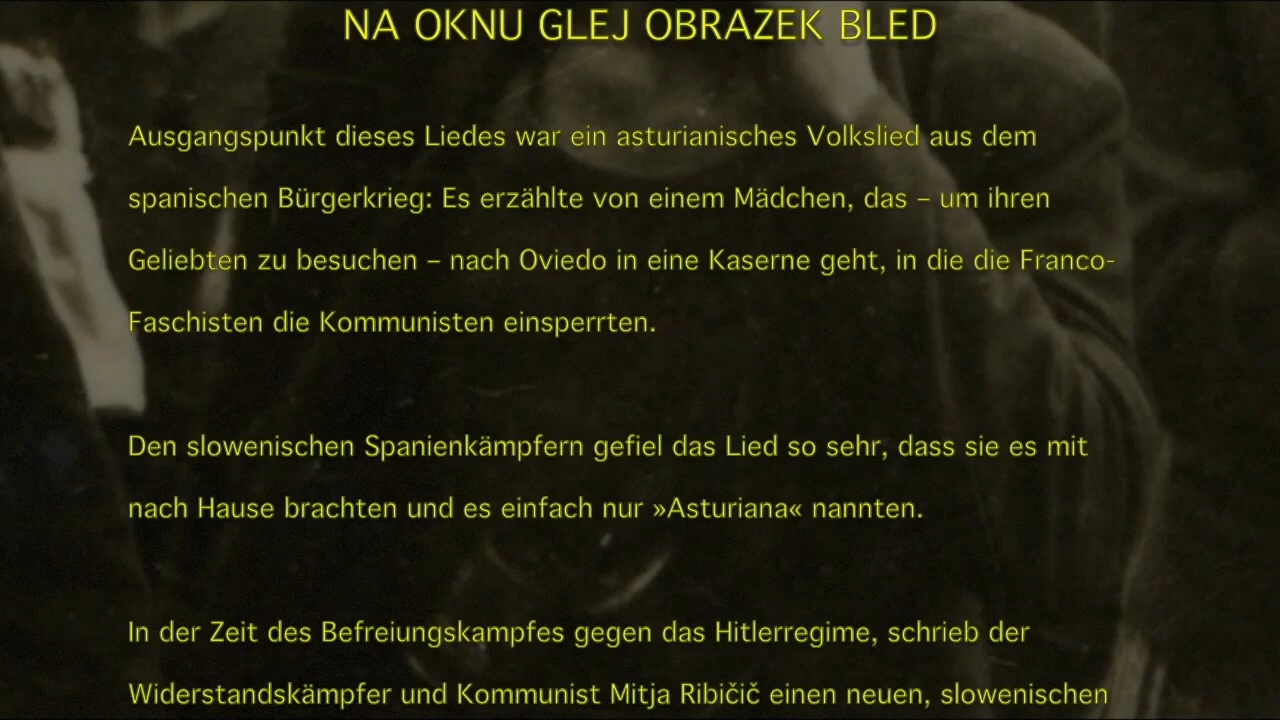 NA OKNU GLEJ OBRAZEK BLED
Ausgangspunkt dieses Liedes war ein asturianisches Volkslied aus dem
spanischen Bürgerkrieg: Es erzählte von einem Mädchen, das – um ihren
Geliebten zu besuchen – nach Oviedo in eine Kaserne geht, in die die Franco-
Faschisten die Kommunisten einsperrten.
Den slowenischen Spanienkämpfern gefiel das Lied so sehr, dass sie es mit
nach Hause brachten und es einfach nur »Asturiana« nannten.
In der Zeit des Befreiungskampfes gegen das Hitlerregime, schrieb der
Widerstandskämpfer und Kommunist Mitja Ribičič einen neuen, slowenischen